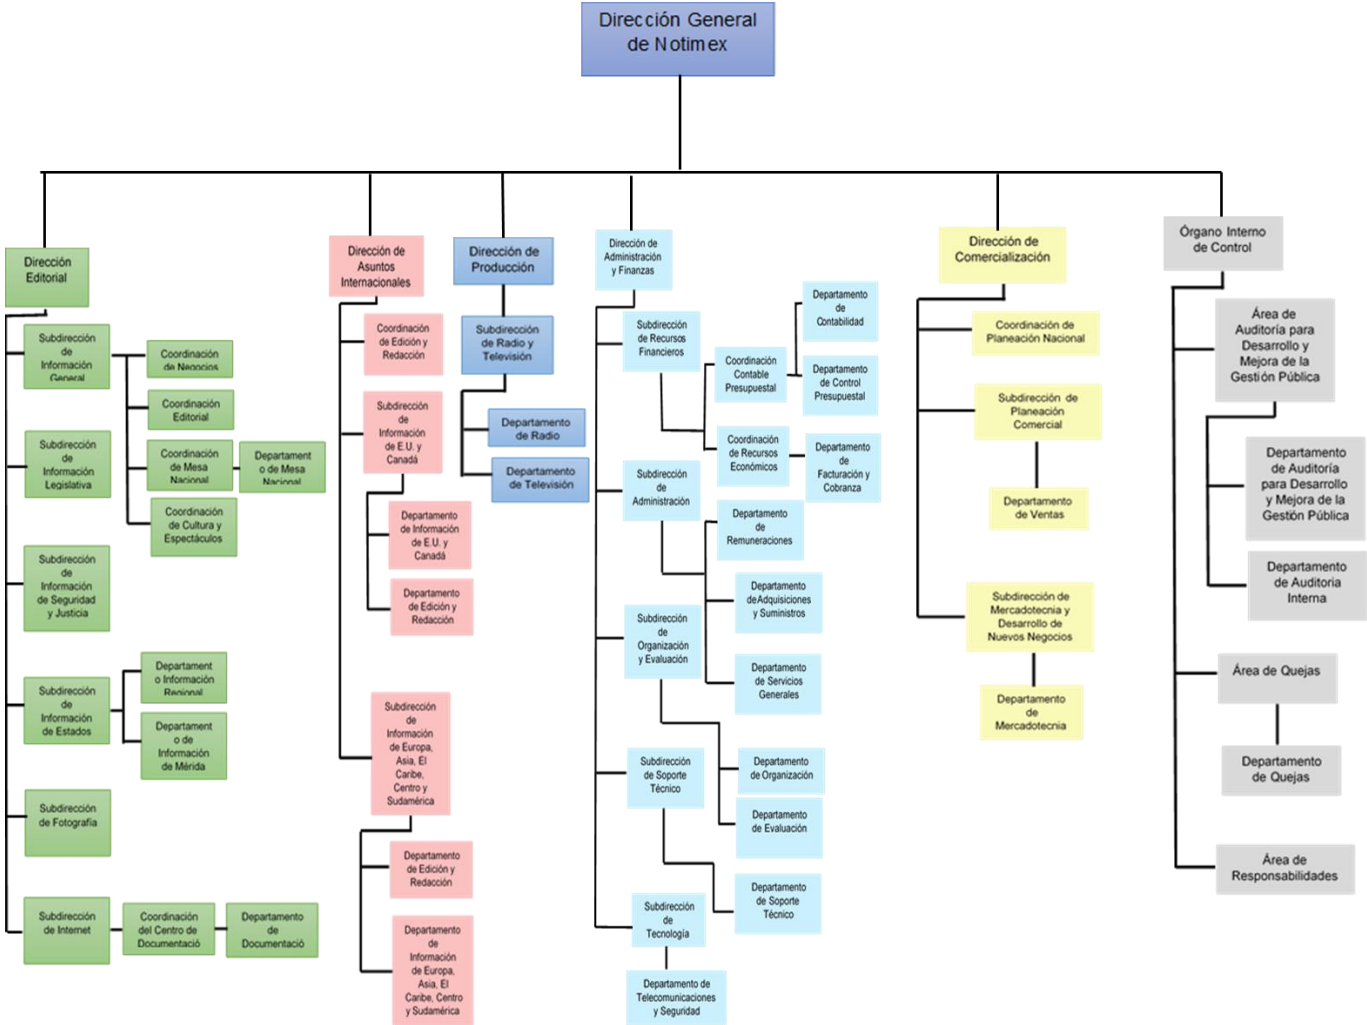 Dirección General
de Notimex
Dirección
Editorial
Subdirección
de
Información
General
Coordinación
de Negocios
Coordinación
Editorial
Coordinación
de Mesa
Nacional
Departament
o de Mesa
Nacional
Coordinación
de Cultura y
Espectáculos
Subdirección
de
Información
Legislativa
Subdirección
de
Información
de Seguridad
y Justicia
Subdirección
de
Información
de Estados
Departament
o Información
Regional
Departament
o de
Información
de Mérida
Subdirección
de Fotografía
Subdirección
de Internet
Coordinación
del Centro de
Documentació
Departamento
de
Documentació
Dirección de
Asuntos
Internacionales
Coordinación
de Edición y
Redacción
Subdirección
de
Información
de E.U. y
Canadá
Departamento
de Información
de E.U. y
Canadá
Departamento
de Edición y
Redacción
Subdirección
de
Información
de Europa,
Asia, El
Caribe,
Centro y
Sudamérica
Departamento
de Edición y
Redacción
Departamento
de
Información
de Europa,
Asia, El
Caribe, Centro
y Sudamérica
Dirección de
Producción
Subdirección
de Radio y
Televisión
Departamento
de Radio
Departamento
de Televisión
Dirección de
Administración
y Finanzas
Subdirección
de Recursos
Financieros
Coordinación
Contable
Presupuestal
Departamento
de
Contabilidad
Departamento
de Control
Presupuestal
Coordinación
de Recursos
Económicos
Departamento
de
Facturación y
Cobranza
Subdirección
de
Administración
Departamento
de
Remuneraciones
Departamento
deAdquisiciones
y Suministros
Departamento
de Servicios
Generales
Subdirección
de
Organización
y Evaluación
Departamento
de Organización
Departamento
de Evaluación
Subdirección
de Soporte
Técnico
Departamento
de Soporte
Técnico
Subdirección
de
Tecnología
Departamento de
Telecomunicaciones
y Seguridad
Dirección de
Comercialización
Coordinación de
Planeación Nacional
Subdirección de
Planeación
Comercial
Departamento
de Ventas
Subdirección de
Mercadotecnia y
Desarrollo de
Nuevos Negocios
Departamento
de
Mercadotecnia
Órgano Interno
de Control
Área de
Auditoría para
Desarrollo y
Mejora de la
Gestión Pública
Departamento
de Auditoría
para Desarrollo
y Mejora de la
Gestión Pública
Departamento
de Auditoria
Interna
Área de Quejas
Departamento
de Quejas
Área de
Responsabilidades